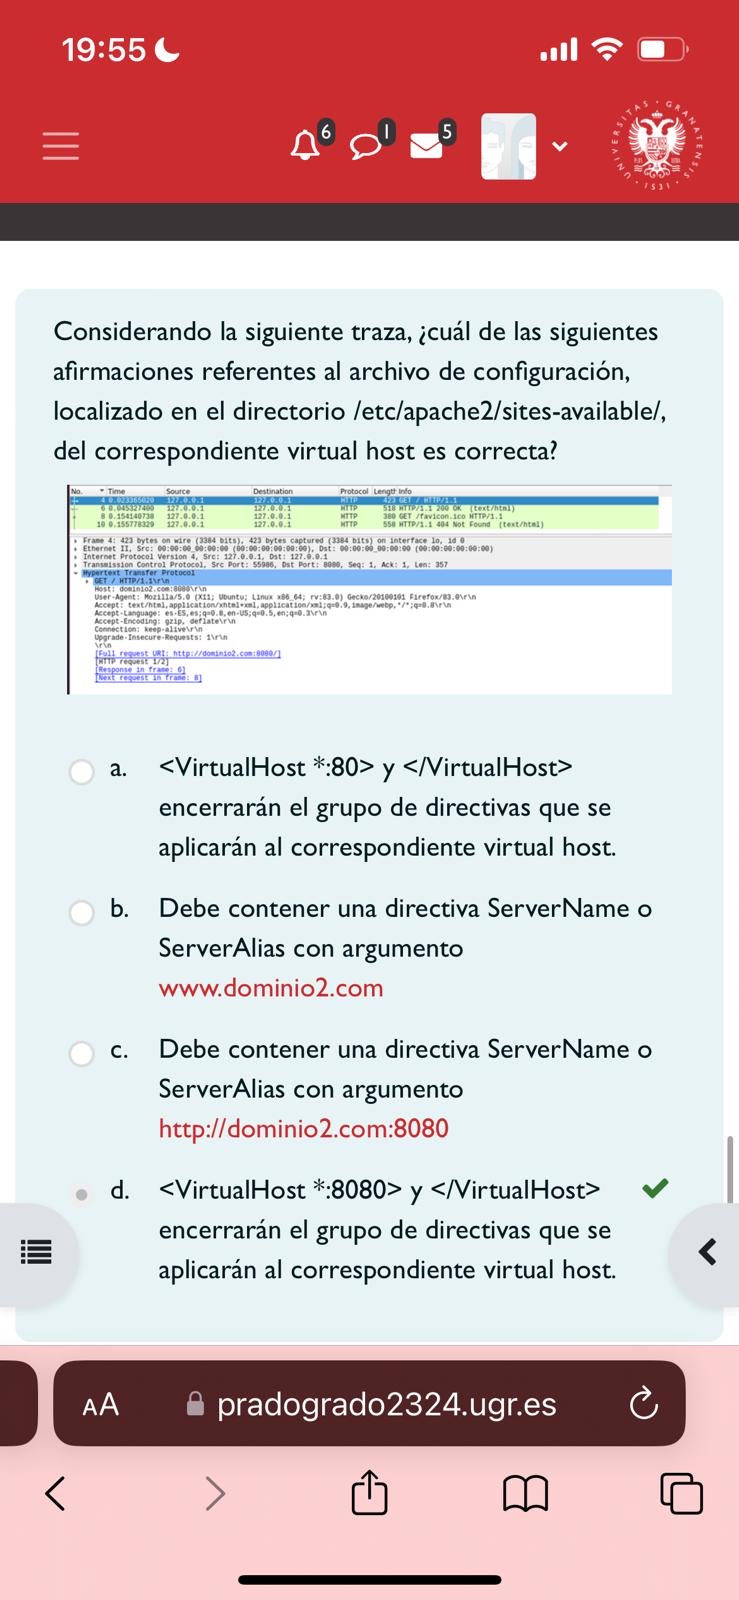 19:55
6
1
5
UNIVERSITAS · GRANATENSIS · 1531 ·
Considerando la siguiente traza, ¿cuál de las siguientes
afirmaciones referentes al archivo de configuración,
localizado en el directorio /etc/apache2/sites-available/,
del correspondiente virtual host es correcta?
No. Time Source Destination Protocol Length Info
4 0.023365020 127.0.0.1 127.0.0.1 HTTP 423 GET / HTTP/1.1
6 0.045327400 127.0.0.1 127.0.0.1 HTTP 518 HTTP/1.1 200 OK (text/html)
8 0.154140738 127.0.0.1 127.0.0.1 HTTP 380 GET /favicon.ico HTTP/1.1
10 0.155778329 127.0.0.1 127.0.0.1 HTTP 558 HTTP/1.1 404 Not Found (text/html)
Frame 4: 423 bytes on wire (3384 bits), 423 bytes captured (3384 bits) on interface lo, id 0
Ethernet II, Src: 00:00:00_00:00:00 (00:00:00:00:00:00), Dst: 00:00:00_00:00:00 (00:00:00:00:00:00)
Internet Protocol Version 4, Src: 127.0.0.1, Dst: 127.0.0.1
Transmission Control Protocol, Src Port: 55986, Dst Port: 8080, Seq: 1, Ack: 1, Len: 357
Hypertext Transfer Protocol
GET / HTTP/1.1\r\n
Host: dominio2.com:8080\r\n
User-Agent: Mozilla/5.0 (X11; Ubuntu; Linux x86_64; rv:83.0) Gecko/20100101 Firefox/83.0\r\n
Accept: text/html,application/xhtml+xml,application/xml;q=0.9,image/webp,*/*;q=0.8\r\n
Accept-Language: es-ES,es;q=0.8,en-US;q=0.5,en;q=0.3\r\n
Accept-Encoding: gzip, deflate\r\n
Connection: keep-alive\r\n
Upgrade-Insecure-Requests: 1\r\n
\r\n
[Full request URI: http://dominio2.com:8080/]
[HTTP request 1/2]
[Response in frame: 6]
[Next request in frame: 8]
a. <VirtualHost *:80> y </VirtualHost>
encerrarán el grupo de directivas que se
aplicarán al correspondiente virtual host.
b. Debe contener una directiva ServerName o
ServerAlias con argumento
www.dominio2.com
c. Debe contener una directiva ServerName o
ServerAlias con argumento
http://dominio2.com:8080
d. <VirtualHost *:8080> y </VirtualHost>
encerrarán el grupo de directivas que se
aplicarán al correspondiente virtual host.
AA pradogrado2324.ugr.es